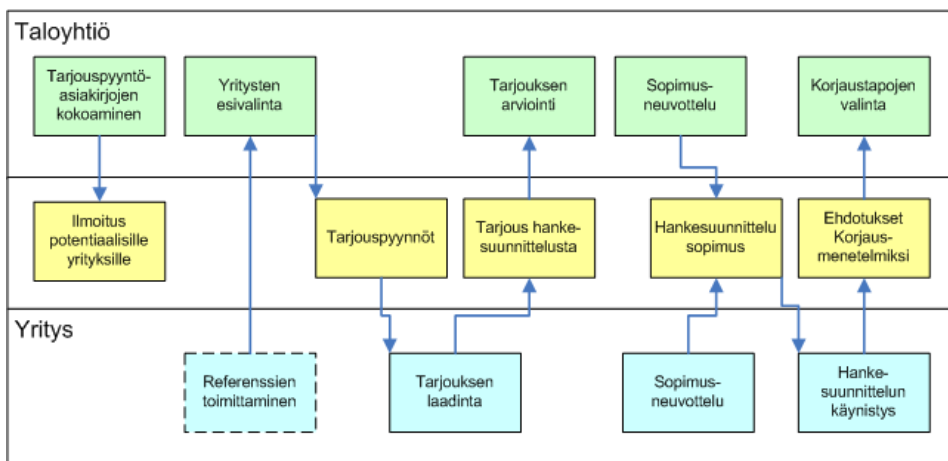 Taloyhtiö
Tarjouspyyntö-
asiakirjojen
kokoaminen
Yritysten
esivalinta
Tarjouksen
arviointi
Sopimus-
neuvottelu
Korjaustapojen
valinta
Ilmoitus
potentiaalisille
yrityksille
Tarjouspyynnöt
Tarjous hanke-
suunnittelusta
Hankesuunnittelu
sopimus
Ehdotukset
Korjaus-
menetelmiksi
Yritys
Referenssien
toimittaminen
Tarjouksen
laadinta
Sopimus-
neuvottelu
Hanke-
suunnittelun
käynistys